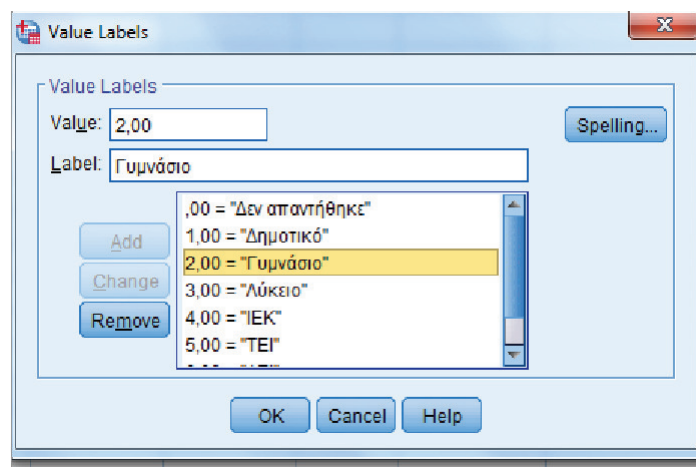 Value Labels
Value Labels
Value: 2,00
Spelling...
Label: Γυμνάσιο
,00 = "Δεν απαντήθηκε"
1,00 = "Δημοτικό"
2,00 = "Γυμνάσιο"
3,00 = "Λύκειο"
4,00 = "ΙΕΚ"
5,00 = "ΤΕΙ"
Add
Change
Remove
OK Cancel Help